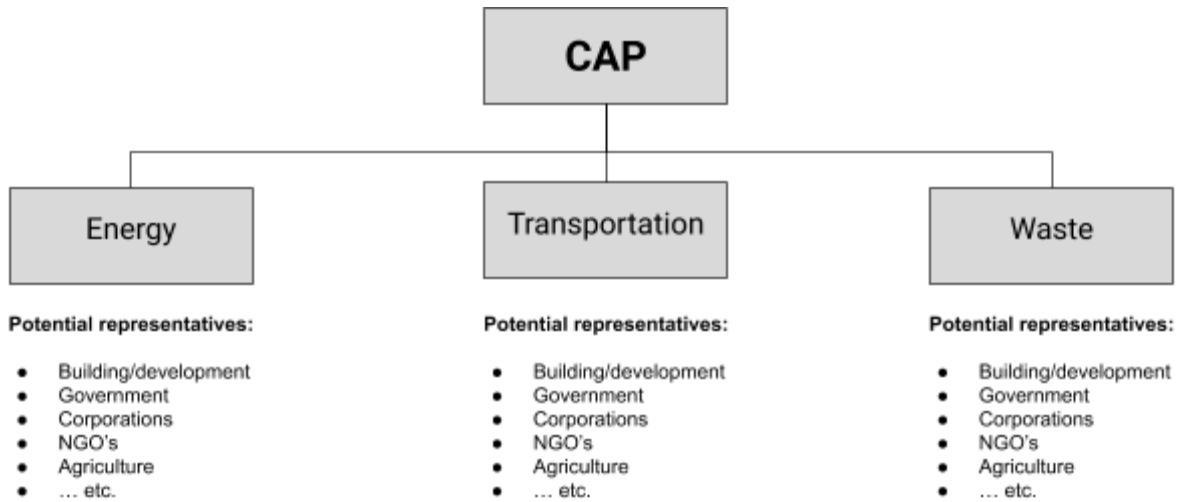 CAP
Energy
Transportation
Waste
Potential representatives:
● Building/development
● Government
● Corporations
● NGO's
● Agriculture
● … etc.
Potential representatives:
● Building/development
● Government
● Corporations
● NGO's
● Agriculture
● … etc.
Potential representatives:
● Building/development
● Government
● Corporations
● NGO's
● Agriculture
● … etc.